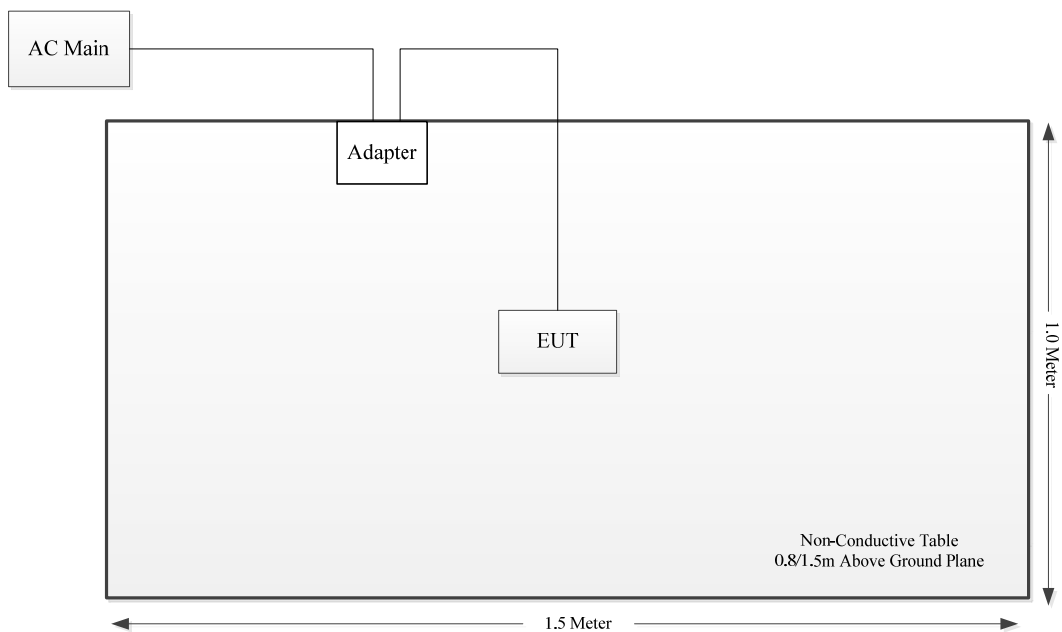 AC Main
Adapter
EUT
1.0 Meter
Non-Conductive Table
0.8/1.5m Above Ground Plane
1.5 Meter